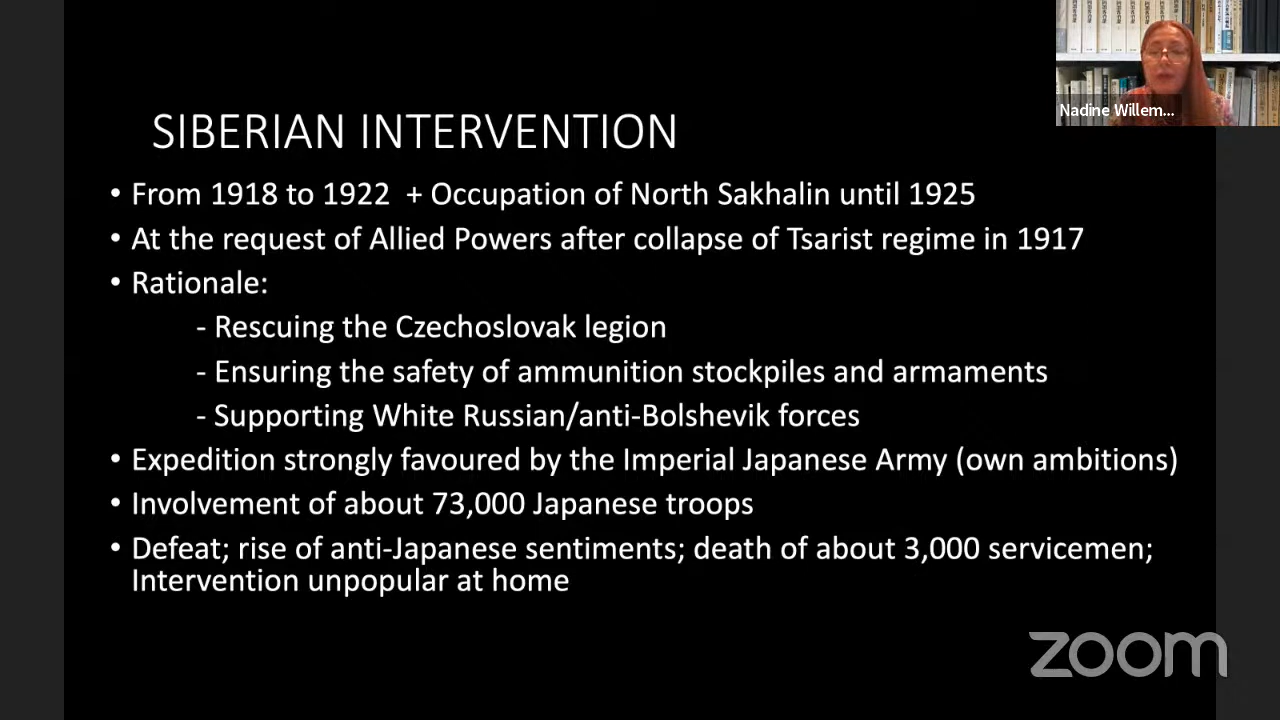 SIBERIAN INTERVENTION
• From 1918 to 1922 + Occupation of North Sakhalin until 1925
• At the request of Allied Powers after collapse of Tsarist regime in 1917
• Rationale:
- Rescuing the Czechoslovak legion
- Ensuring the safety of ammunition stockpiles and armaments
- Supporting White Russian/anti-Bolshevik forces
• Expedition strongly favoured by the Imperial Japanese Army (own ambitions)
• Involvement of about 73,000 Japanese troops
• Defeat; rise of anti-Japanese sentiments; death of about 3,000 servicemen;
Intervention unpopular at home
Nadine Willem...
zoom